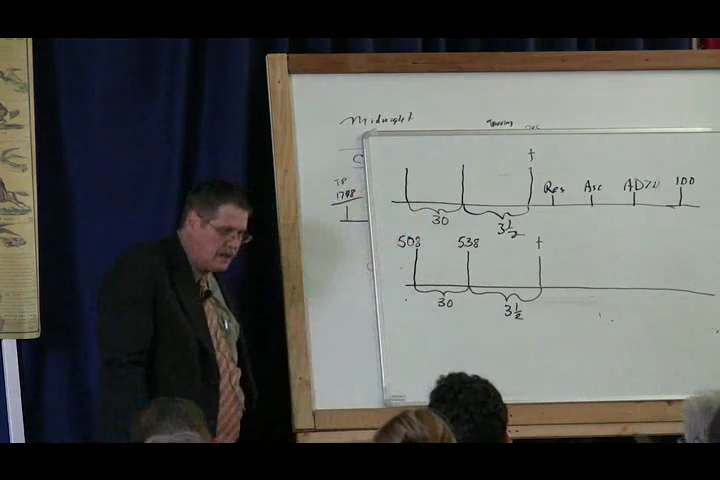 Midnight
TP
1798
†
Res Asc AD70 100
30 3½
508 538 †
30 3½